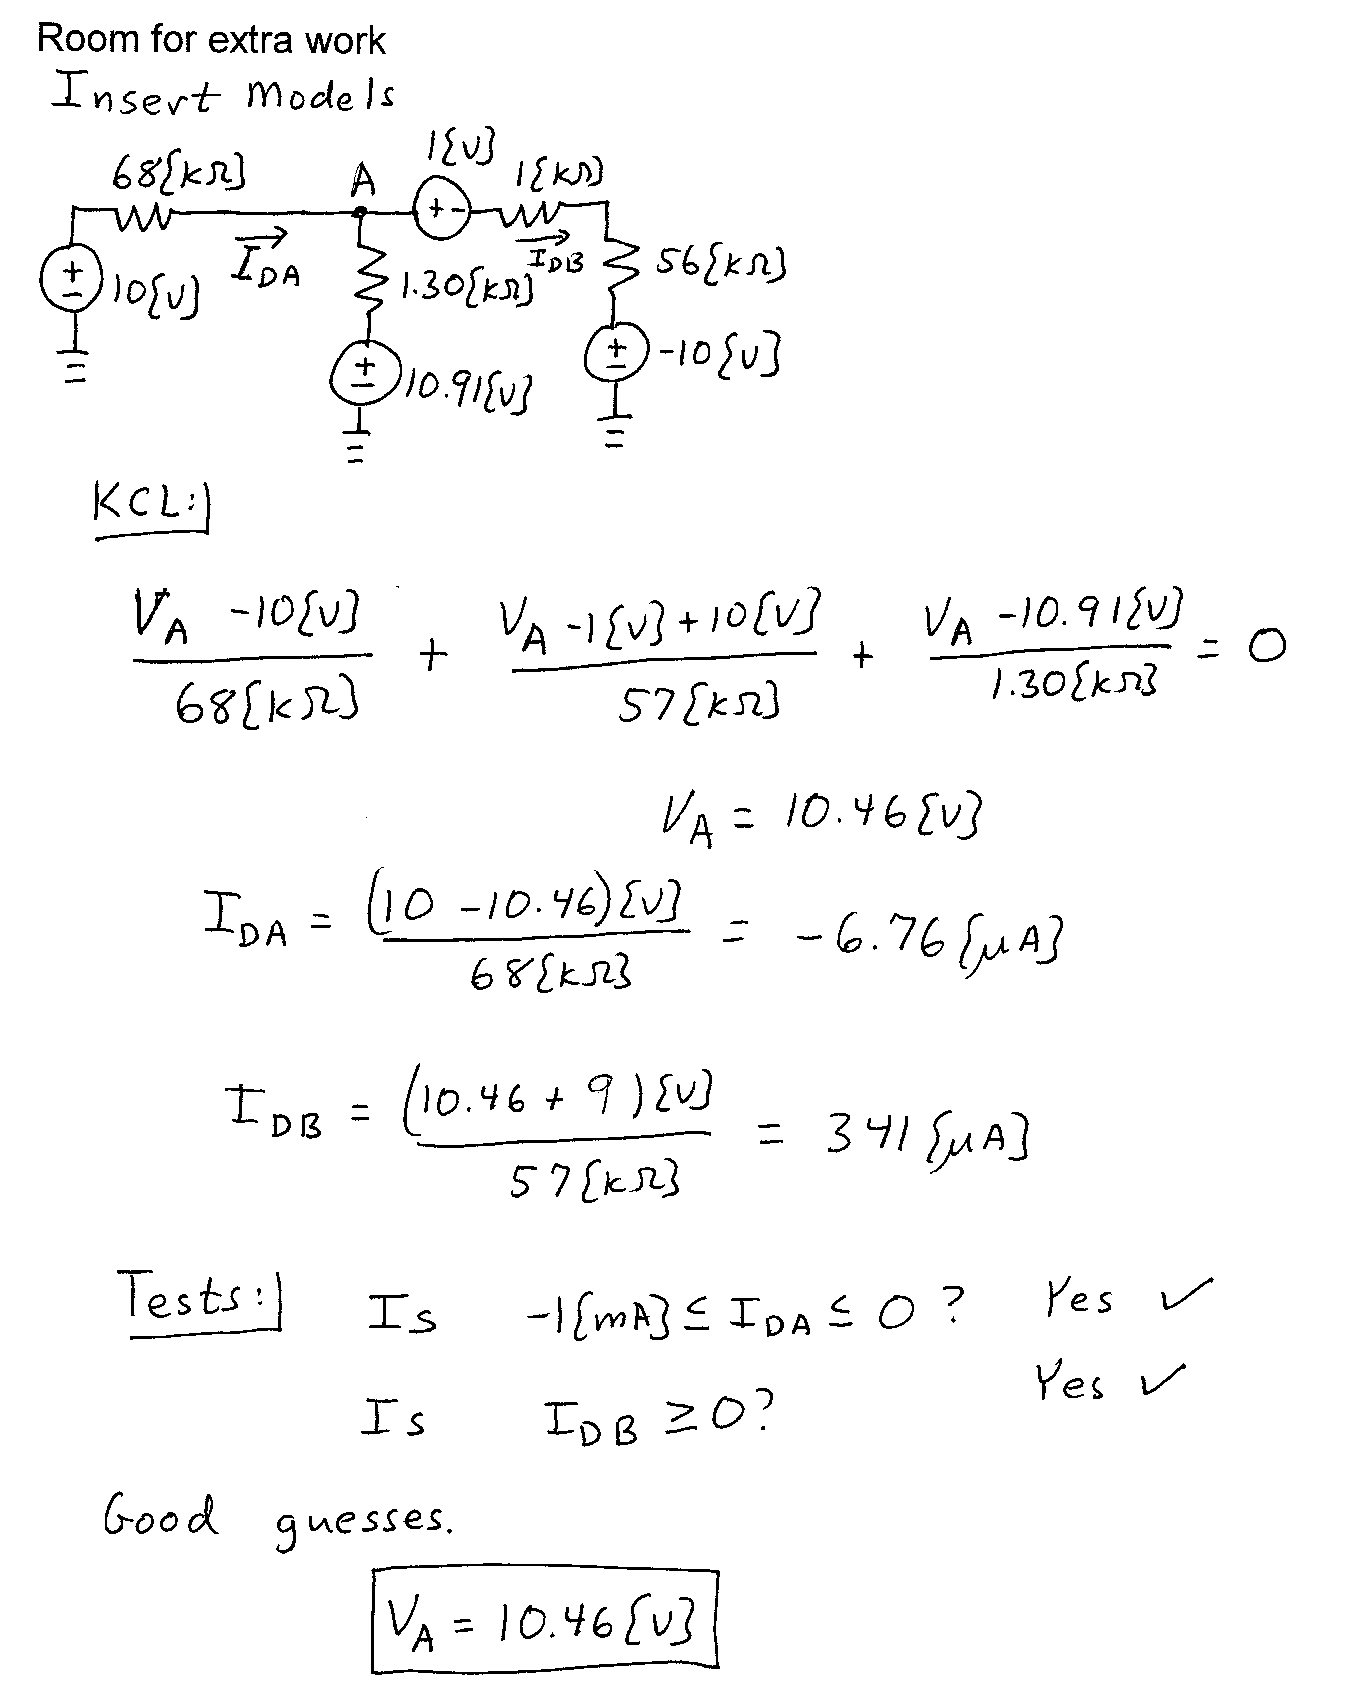 Room for extra work
Insert Models
68{kΩ}
A
1{V}
1{kΩ}
+ -
+
-
10{V}
I_DA
1.30{kΩ}
I_DB
56{kΩ}
+
-
10.91{V}
+
-
-10{V}
KCL:
(V_A - 10{V}) / 68{kΩ} + (V_A - 1{V} + 10{V}) / 57{kΩ} + (V_A - 10.91{V}) / 1.30{kΩ} = 0
V_A = 10.46{V}
I_DA = (10 - 10.46){V} / 68{kΩ} = -6.76{μA}
I_DB = (10.46 + 9){V} / 57{kΩ} = 341{μA}
Tests: Is -1{mA} ≤ I_DA ≤ 0? Yes ✓
Is I_DB ≥ 0? Yes ✓
Good guesses.
V_A = 10.46{V}